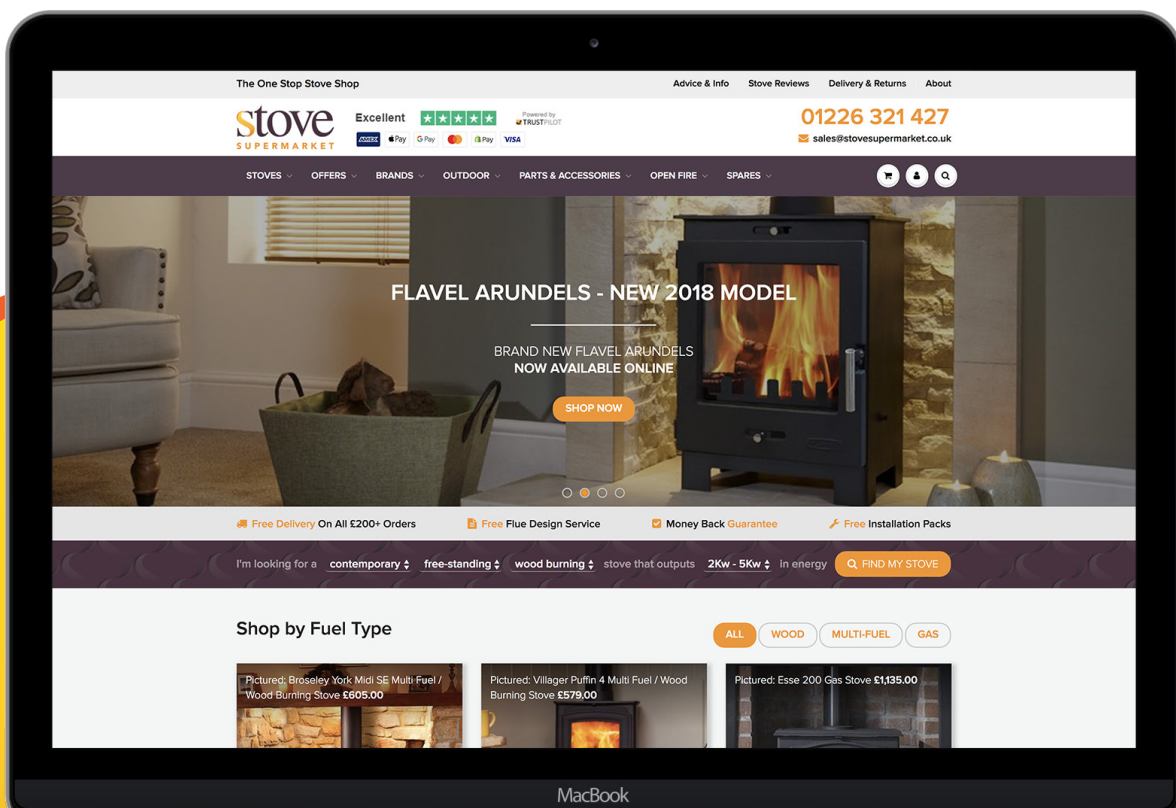 The One Stop Stove Shop
Advice & Info Stove Reviews Delivery & Returns About
stove
SUPERMARKET
Excellent
Powered by
TRUSTPILOT
AMEX Pay G Pay Pay VISA
01226 321 427
sales@stovesupermarket.co.uk
STOVES OFFERS BRANDS OUTDOOR PARTS & ACCESSORIES OPEN FIRE SPARES
FLAVEL ARUNDELS - NEW 2018 MODEL
BRAND NEW FLAVEL ARUNDELS
NOW AVAILABLE ONLINE
SHOP NOW
Free Delivery On All £200+ Orders
Free Flue Design Service
Money Back Guarantee
Free Installation Packs
I'm looking for a contemporary free-standing wood burning stove that outputs 2Kw - 5Kw in energy FIND MY STOVE
Shop by Fuel Type
ALL WOOD MULTI-FUEL GAS
Pictured: Broseley York Midi SE Multi Fuel /
Wood Burning Stove £605.00
Pictured: Villager Puffin 4 Multi Fuel / Wood
Burning Stove £579.00
Pictured: Esse 200 Gas Stove £1,135.00
MacBook